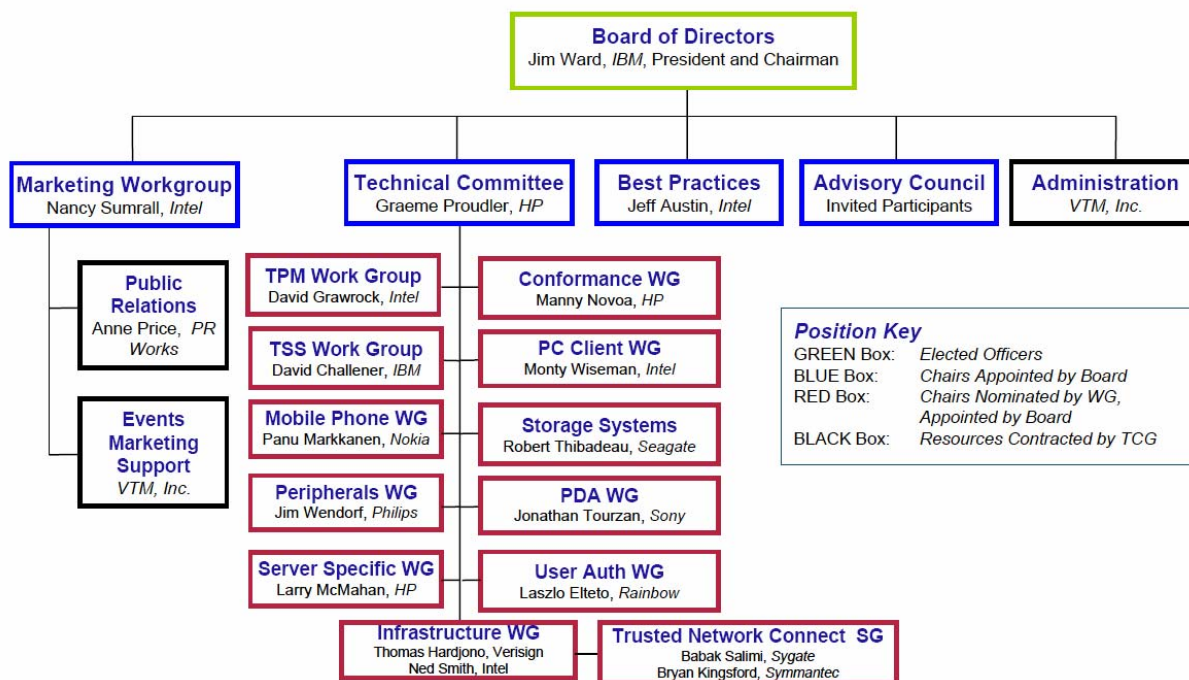 Board of Directors
Jim Ward, IBM, President and Chairman
Marketing Workgroup
Nancy Sumrall, Intel
Technical Committee
Graeme Proudler, HP
Best Practices
Jeff Austin, Intel
Advisory Council
Invited Participants
Administration
VTM, Inc.
Public
Relations
Anne Price, PR
Works
Events
Marketing
Support
VTM, Inc.
TPM Work Group
David Grawrock, Intel
Conformance WG
Manny Novoa, HP
TSS Work Group
David Challener, IBM
PC Client WG
Monty Wiseman, Intel
Mobile Phone WG
Panu Markkanen, Nokia
Storage Systems
Robert Thibadeau, Seagate
Peripherals WG
Jim Wendorf, Philips
PDA WG
Jonathan Tourzan, Sony
Server Specific WG
Larry McMahan, HP
User Auth WG
Laszlo Elteto, Rainbow
Infrastructure WG
Thomas Hardjono, Verisign
Ned Smith, Intel
Trusted Network Connect SG
Babak Salimi, Sygate
Bryan Kingsford, Symmantec
Position Key
GREEN Box: Elected Officers
BLUE Box: Chairs Appointed by Board
RED Box: Chairs Nominated by WG,
Appointed by Board
BLACK Box: Resources Contracted by TCG